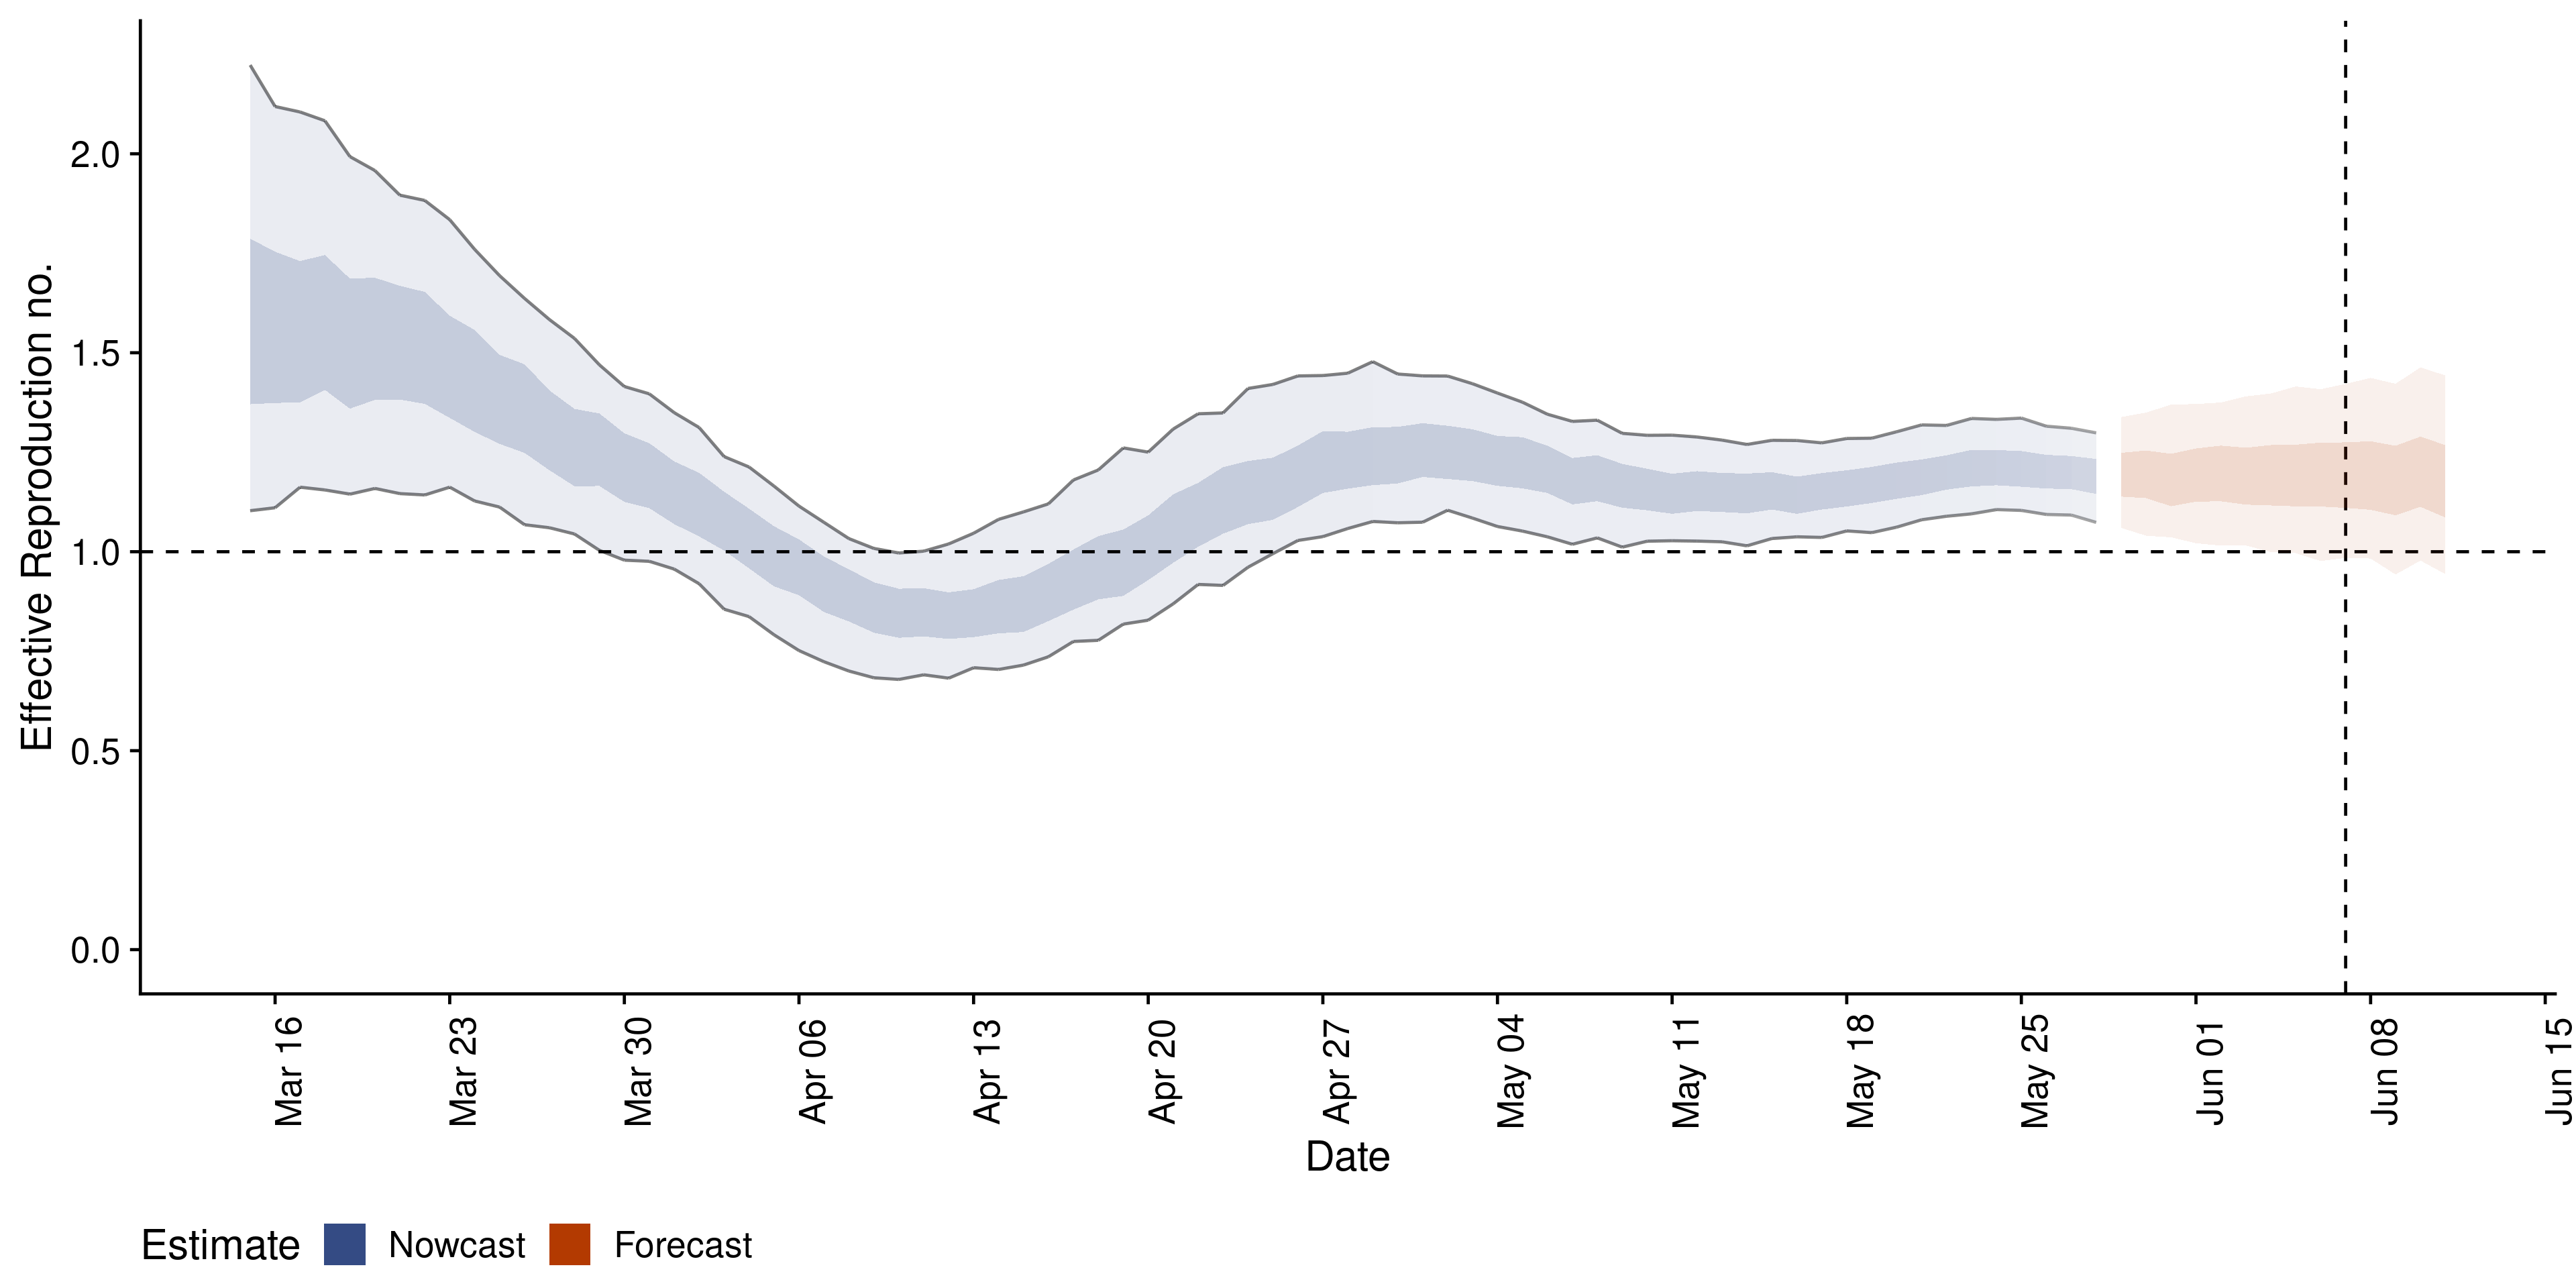 Effective Reproduction no.
2.0
1.5
1.0
0.5
0.0
Mar 16
Mar 23
Mar 30
Apr 06
Apr 13
Apr 20
Apr 27
May 04
May 11
May 18
May 25
Jun 01
Jun 08
Jun 15
Date
Estimate Nowcast Forecast